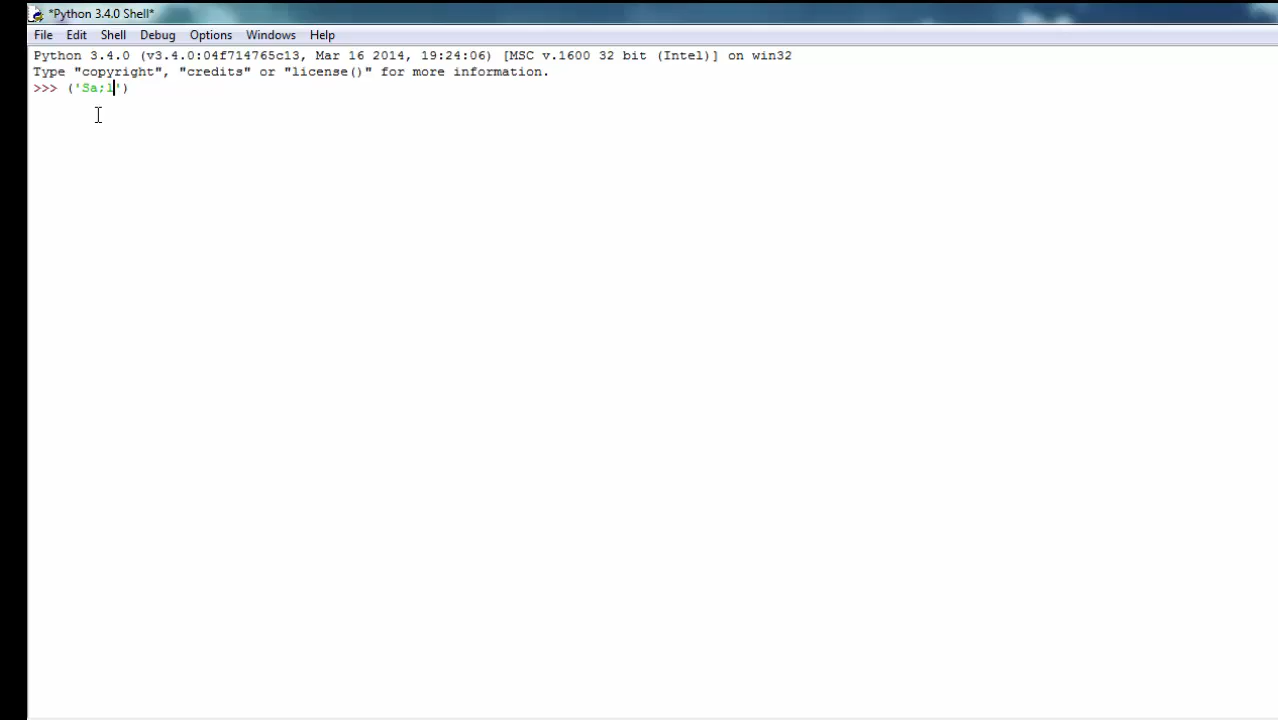 *Python 3.4.0 Shell*
File Edit Shell Debug Options Windows Help
Python 3.4.0 (v3.4.0:04f714765c13, Mar 16 2014, 19:24:06) [MSC v.1600 32 bit (Intel)] on win32
Type "copyright", "credits" or "license()" for more information.
>>> ('Sa;l')